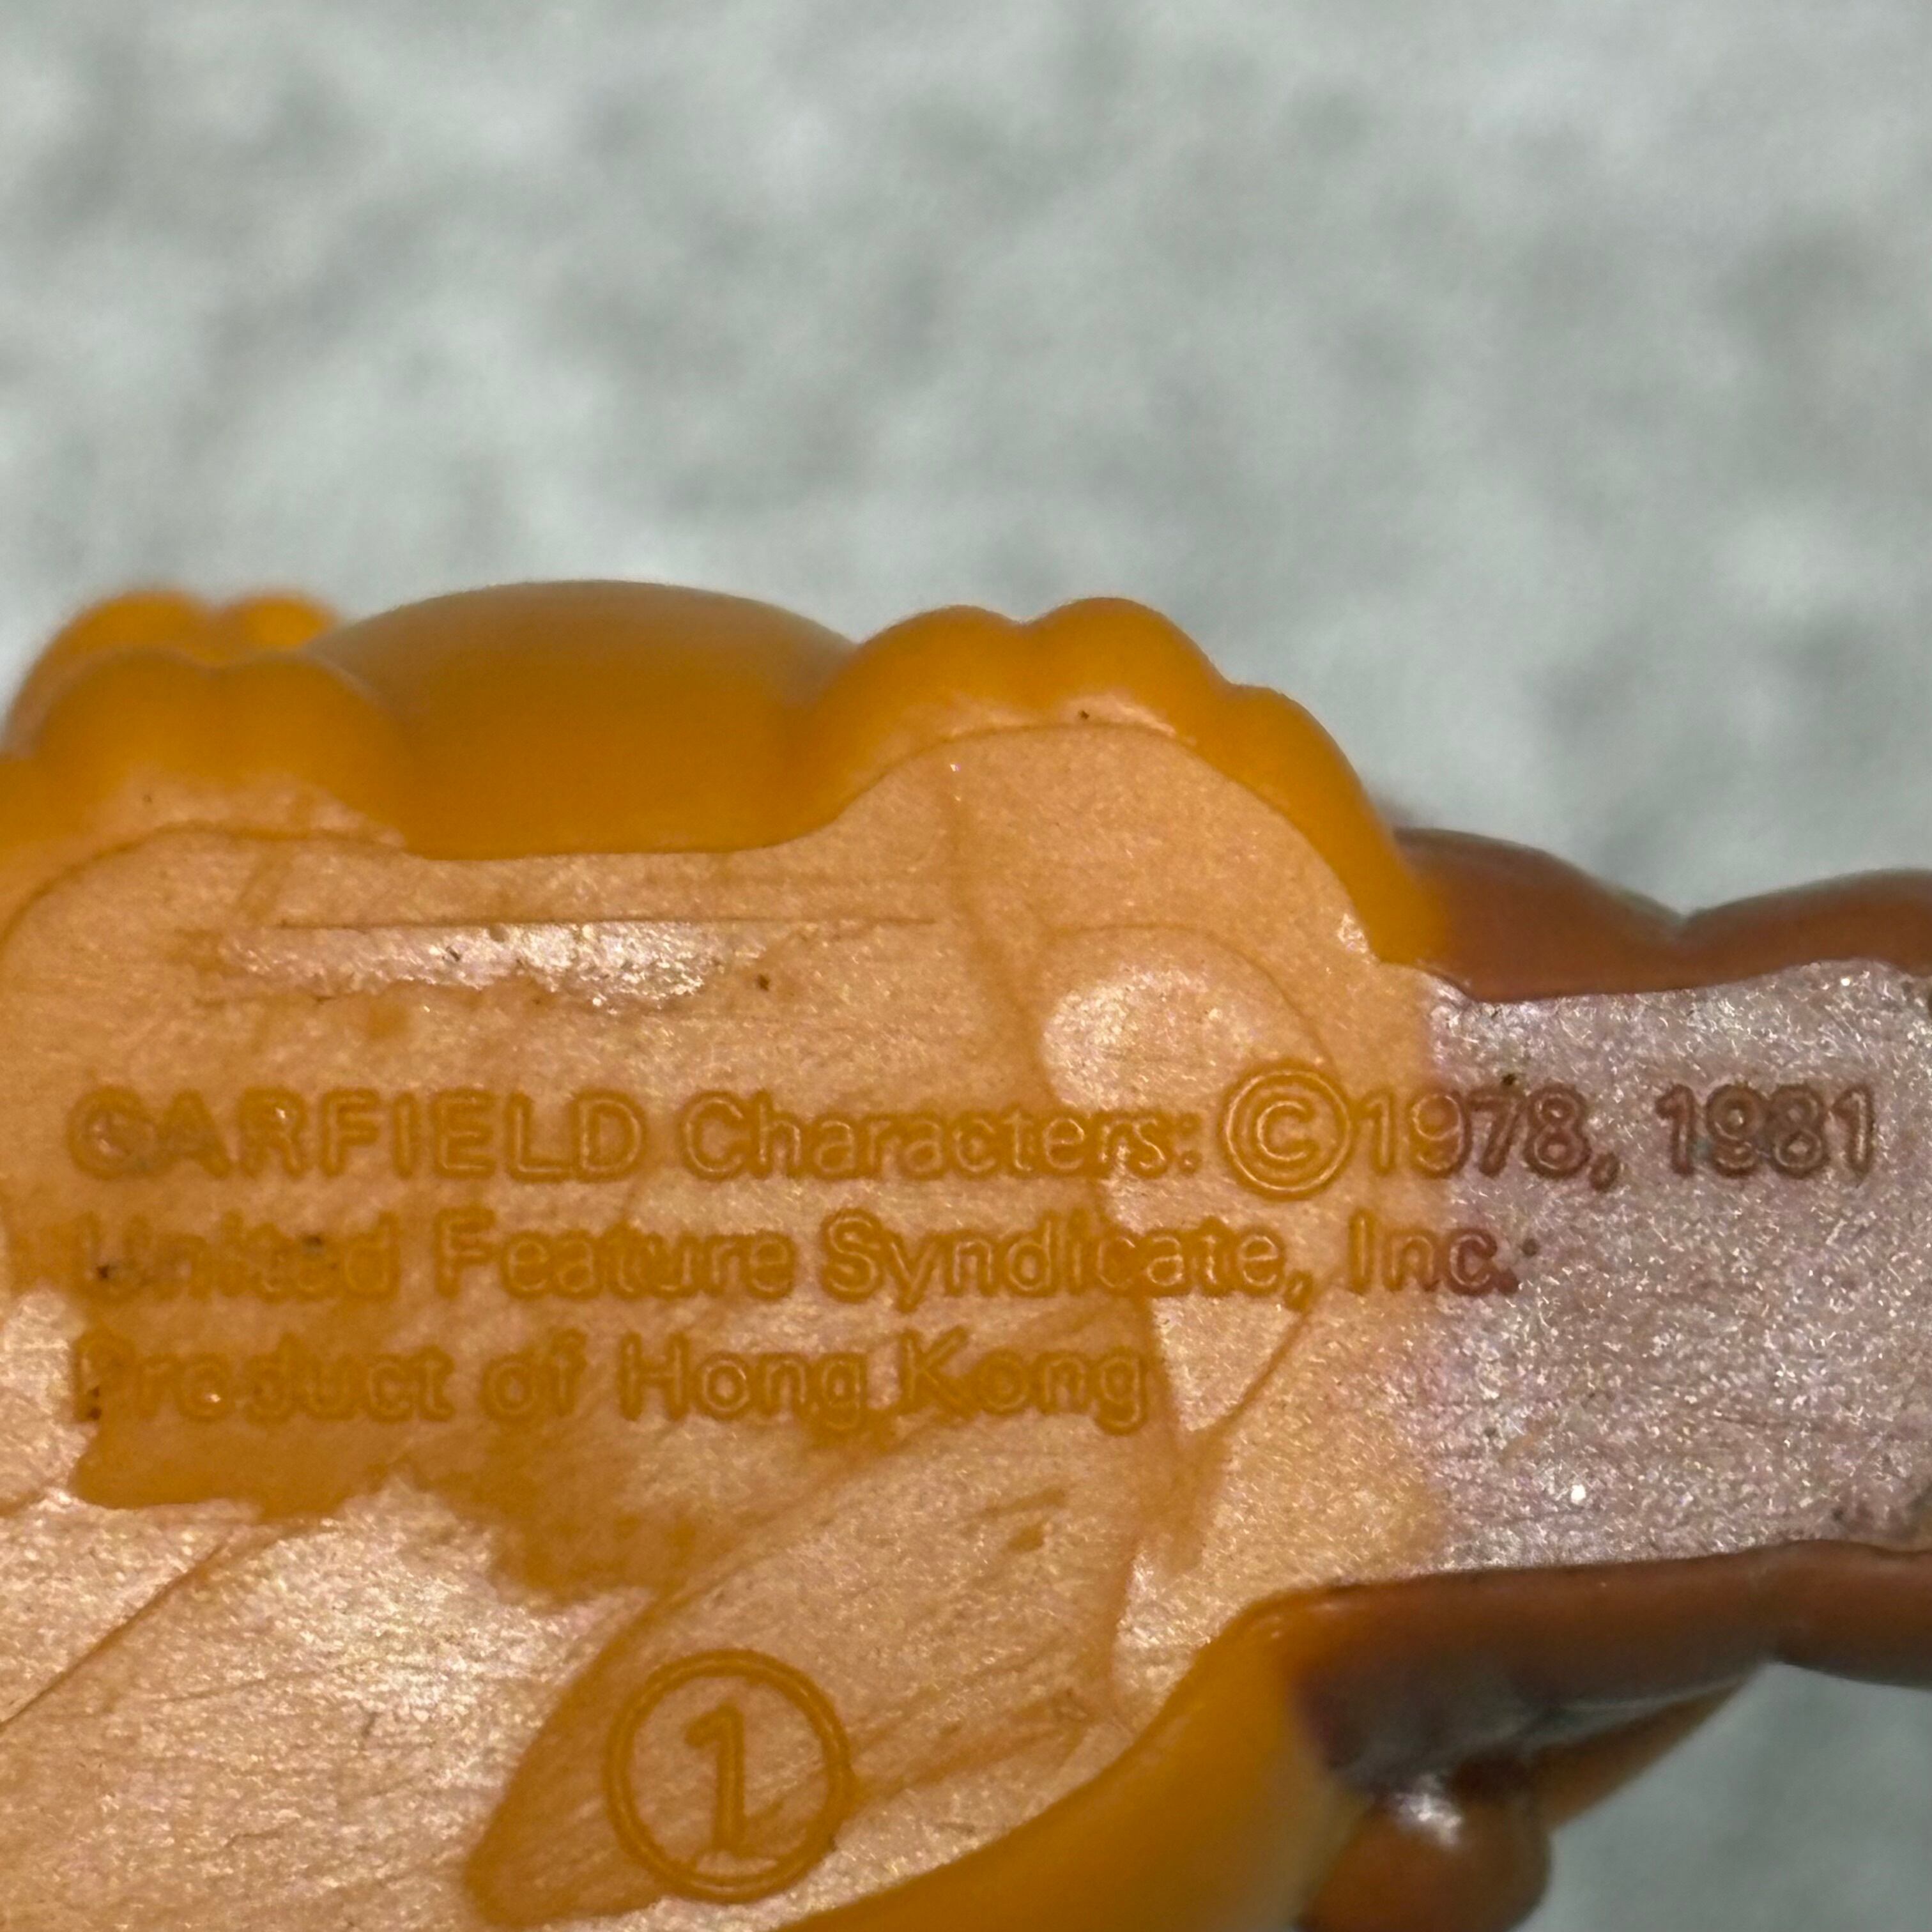 GARFIELD Characters: ©1978, 1981
United Feature Syndicate, Inc.
Product of Hong Kong
1